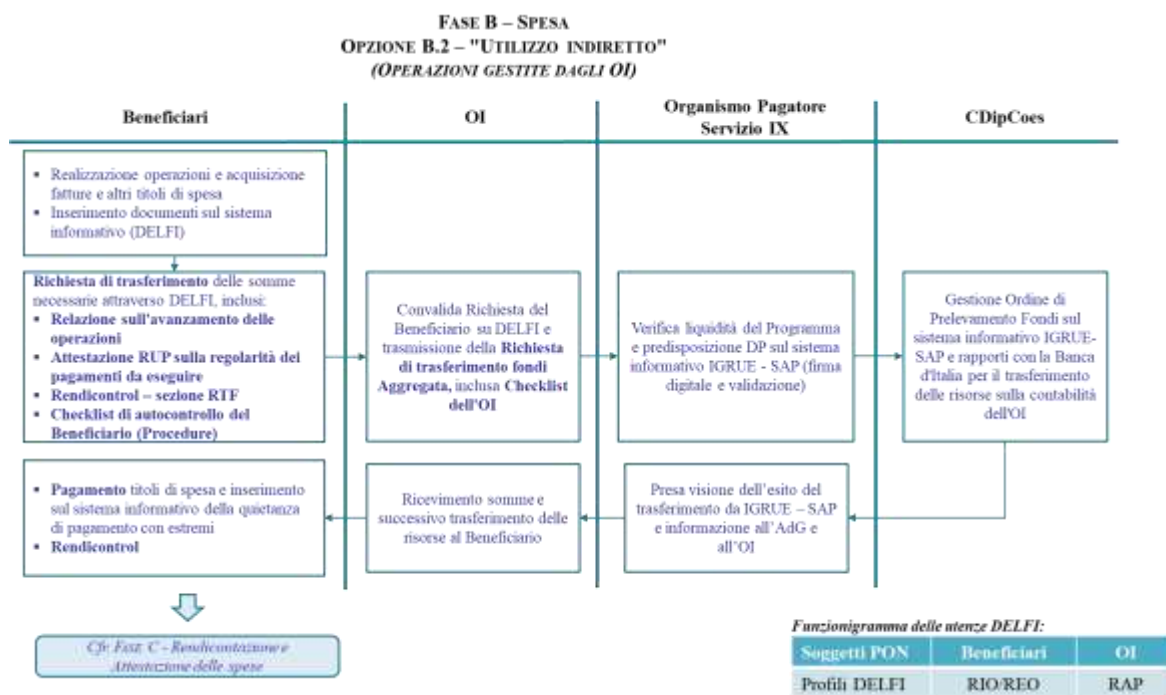 FASE B – SPESA
OPZIONE B.2 – "UTILIZZO INDIRETTO"
(OPERAZIONI GESTITE DAGLI OI)
Beneficiari
OI
Organismo Pagatore
Servizio IX
CDipCoes
▪ Realizzazione operazioni e acquisizione
fatture e altri titoli di spesa
▪ Inserimento documenti sul sistema
informativo (DELFI)
Richiesta di trasferimento delle somme
necessarie attraverso DELFI, inclusi:
▪ Relazione sull'avanzamento delle
operazioni
▪ Attestazione RUP sulla regolarità dei
pagamenti da eseguire
▪ Rendicontrol – sezione RTF
▪ Checklist di autocontrollo del
Beneficiario (Procedure)
Convalida Richiesta del
Beneficiario su DELFI e
trasmissione della Richiesta
di trasferimento fondi
Aggregata, inclusa Checklist
dell'OI
Verifica liquidità del Programma
e predisposizione DP sul sistema
informativo IGRUE - SAP (firma
digitale e validazione)
Gestione Ordine di
Prelevamento Fondi sul
sistema informativo IGRUE-
SAP e rapporti con la Banca
d'Italia per il trasferimento
delle risorse sulla contabilità
dell'OI
▪ Pagamento titoli di spesa e inserimento
sul sistema informativo della quietanza
di pagamento con estremi
▪ Rendicontrol
Ricevimento somme e
successivo trasferimento delle
risorse al Beneficiario
Presa visione dell'esito del
trasferimento da IGRUE – SAP
e informazione all'AdG e
all'OI
Cfr. Fase C - Rendicontazione e
Attestazione delle spese
Funzionigramma delle utenze DELFI:
Soggetti PON Beneficiari OI
Profili DELFI RIO/REO RAP